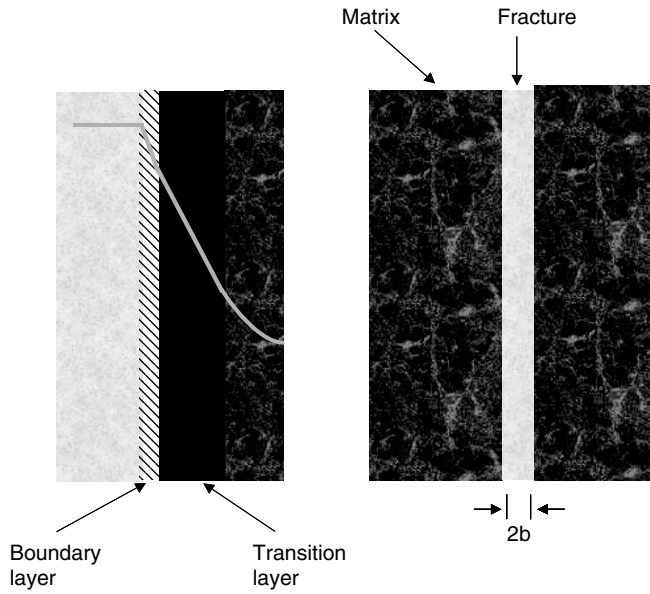 Matrix
Fracture
2b
Boundary
layer
Transition
layer